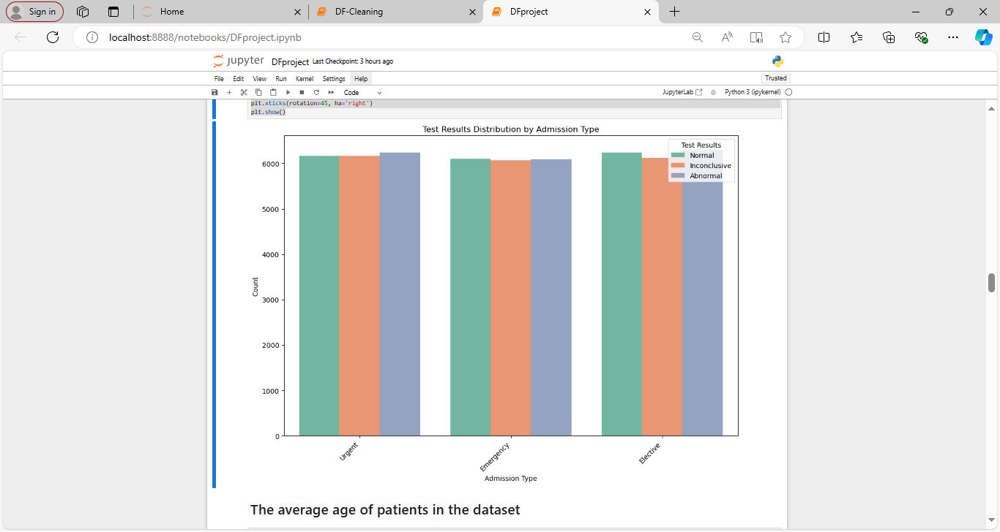 Sign in
Home
DF-Cleaning
DFproject
localhost:8888/notebooks/DFproject.ipynb
jupyter DFproject Last Checkpoint: 3 hours ago
File Edit View Run Kernel Settings Help
Trusted
Code
JupyterLab
Python 3 (ipykernel)
plt.xticks(rotation=45, ha='right')
plt.show()
Test Results Distribution by Admission Type
Test Results
Normal
Inconclusive
Abnormal
6000
5000
4000
3000
2000
1000
0
Count
Urgent
Emergency
Elective
Admission Type
The average age of patients in the dataset